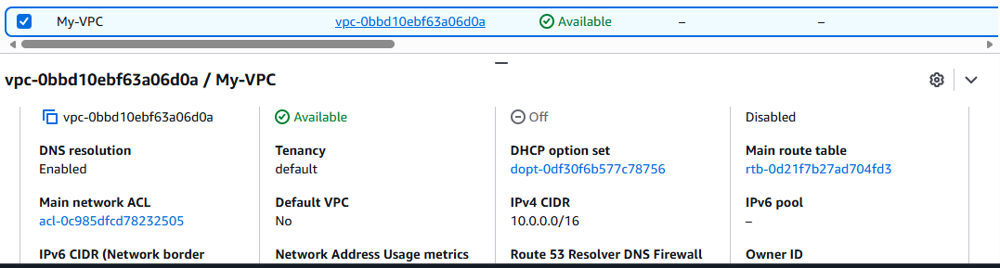 My-VPC vpc-0bbd10ebf63a06d0a Available – –
vpc-0bbd10ebf63a06d0a / My-VPC
vpc-0bbd10ebf63a06d0a Available Off Disabled
DNS resolution Tenancy DHCP option set Main route table
Enabled default dopt-0df30f6b577c78756 rtb-0d21f7b27ad704fd3
Main network ACL Default VPC IPv4 CIDR IPv6 pool
acl-0c985dfcd78232505 No 10.0.0.0/16 –
IPv6 CIDR (Network border Network Address Usage metrics Route 53 Resolver DNS Firewall Owner ID